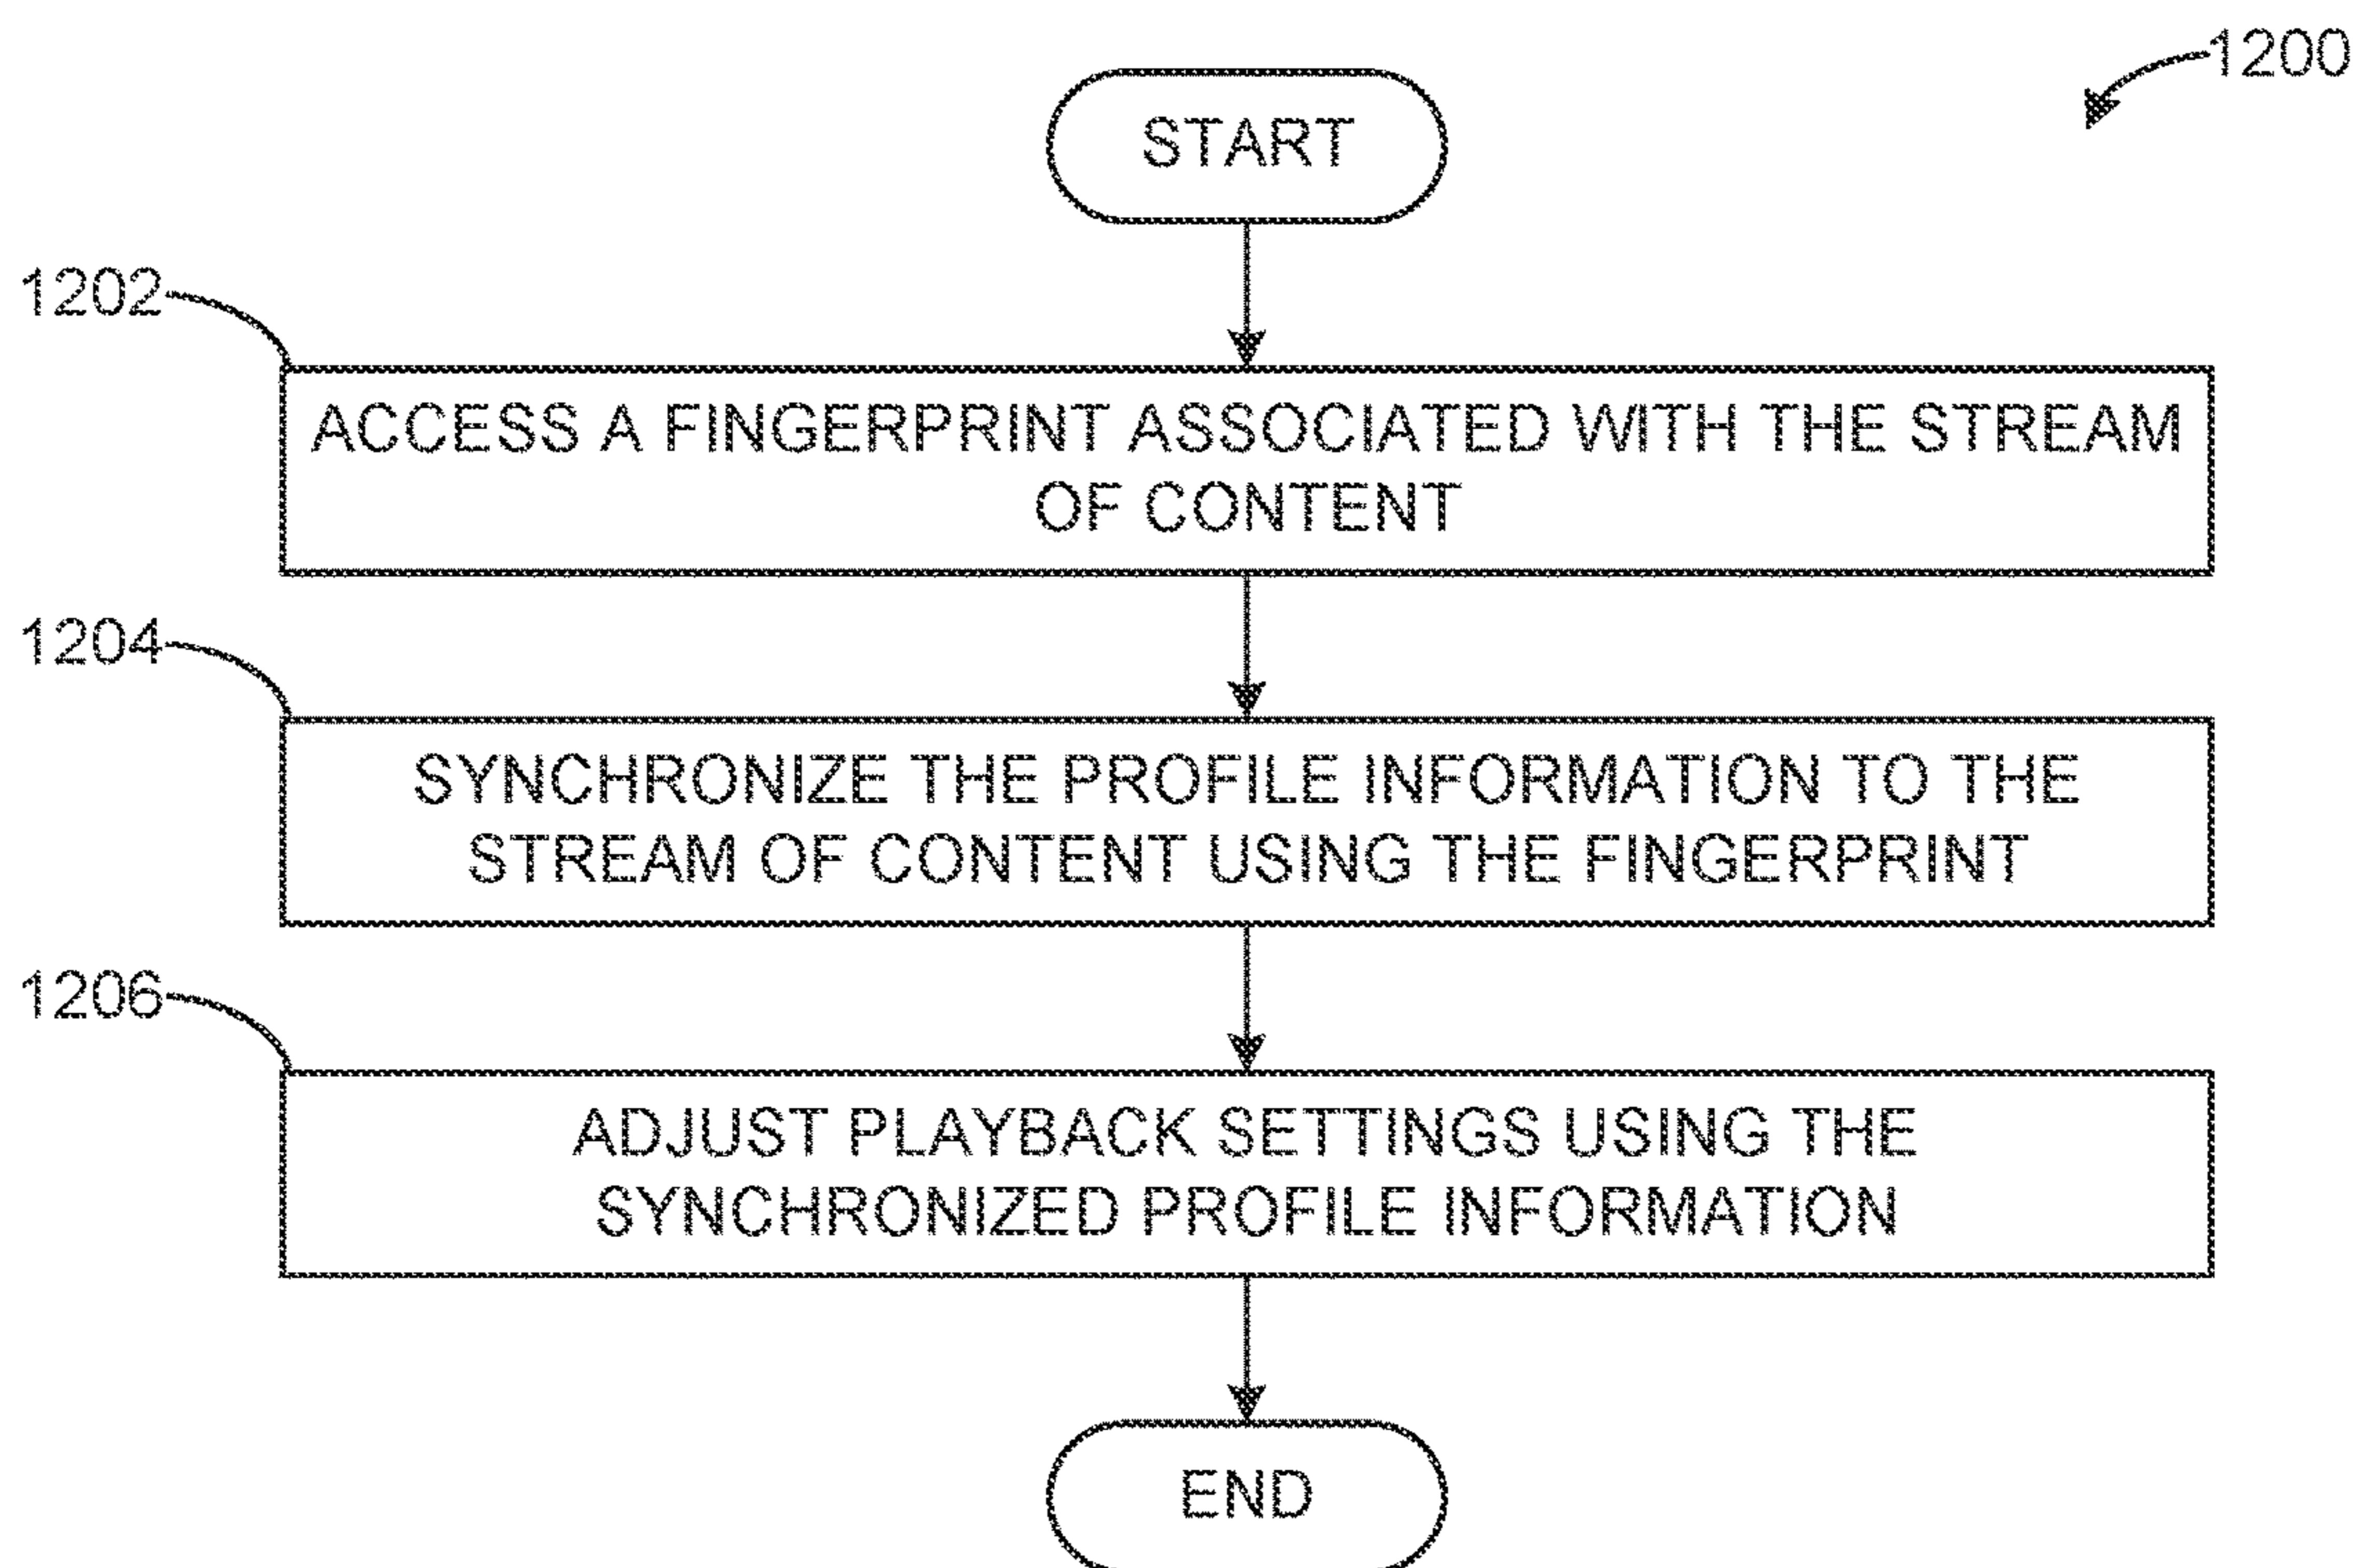 1200
START
1202
ACCESS A FINGERPRINT ASSOCIATED WITH THE STREAM
OF CONTENT
1204
SYNCHRONIZE THE PROFILE INFORMATION TO THE
STREAM OF CONTENT USING THE FINGERPRINT
1206
ADJUST PLAYBACK SETTINGS USING THE
SYNCHRONIZED PROFILE INFORMATION
END